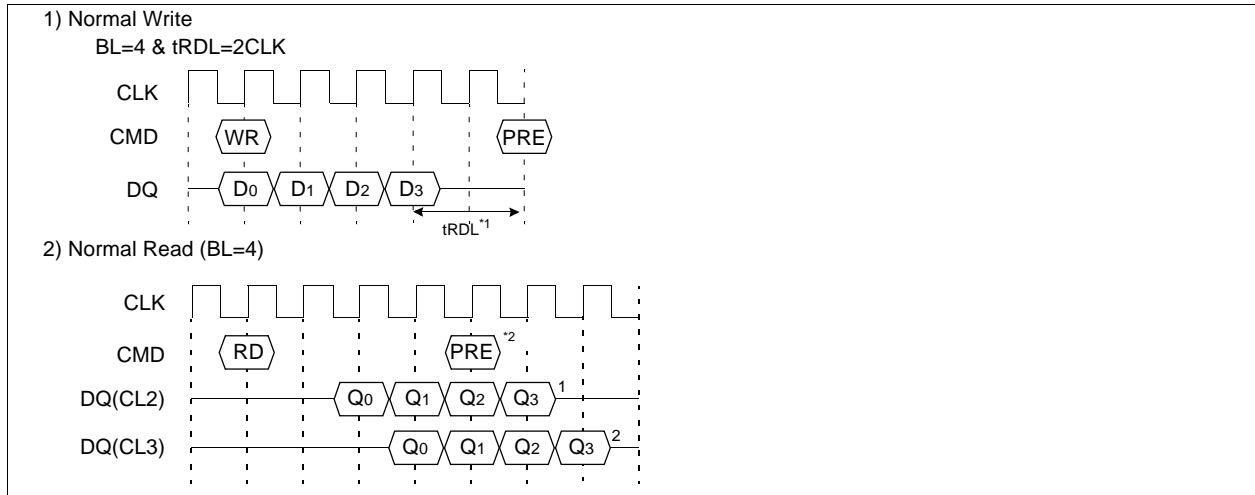 1) Normal Write
BL=4 & tRDL=2CLK
CLK
CMD WR PRE
DQ D0 D1 D2 D3
tRDL*1
2) Normal Read (BL=4)
CLK
CMD RD PRE *2
DQ(CL2) Q0 Q1 Q2 Q3 1
DQ(CL3) Q0 Q1 Q2 Q3 2